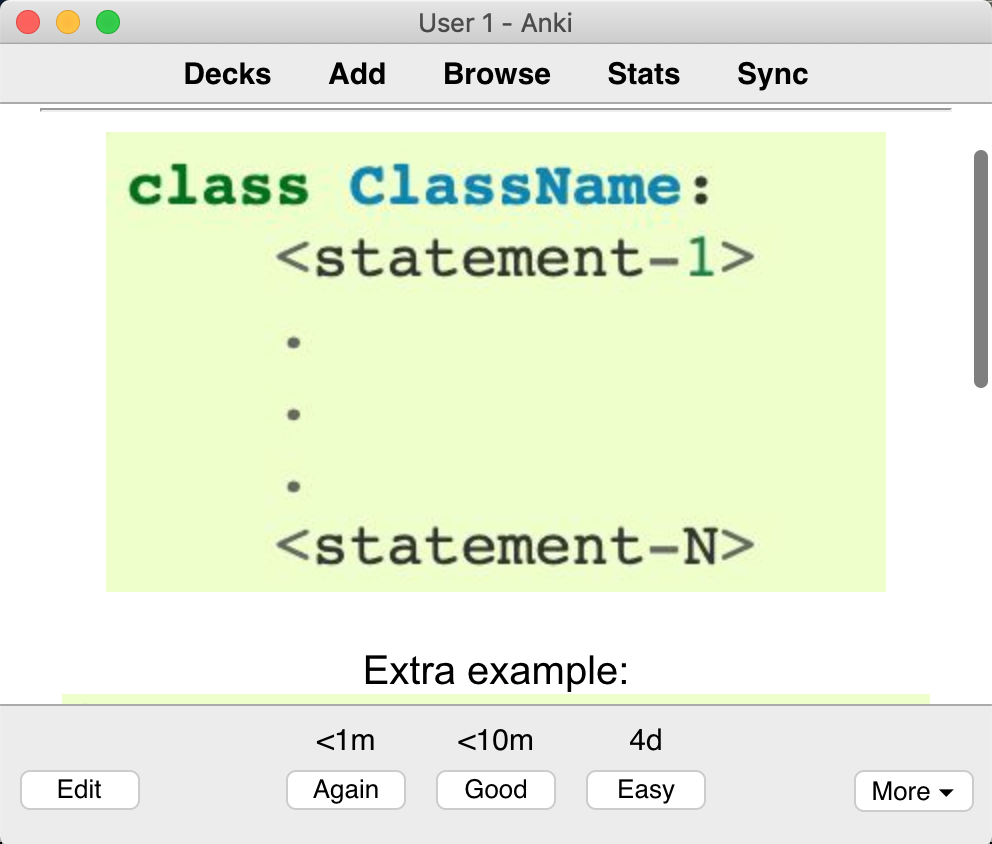 User 1 - Anki
Decks Add Browse Stats Sync
class ClassName:
<statement-1>
.
.
.
<statement-N>
Extra example:
<1m <10m 4d
Edit Again Good Easy More